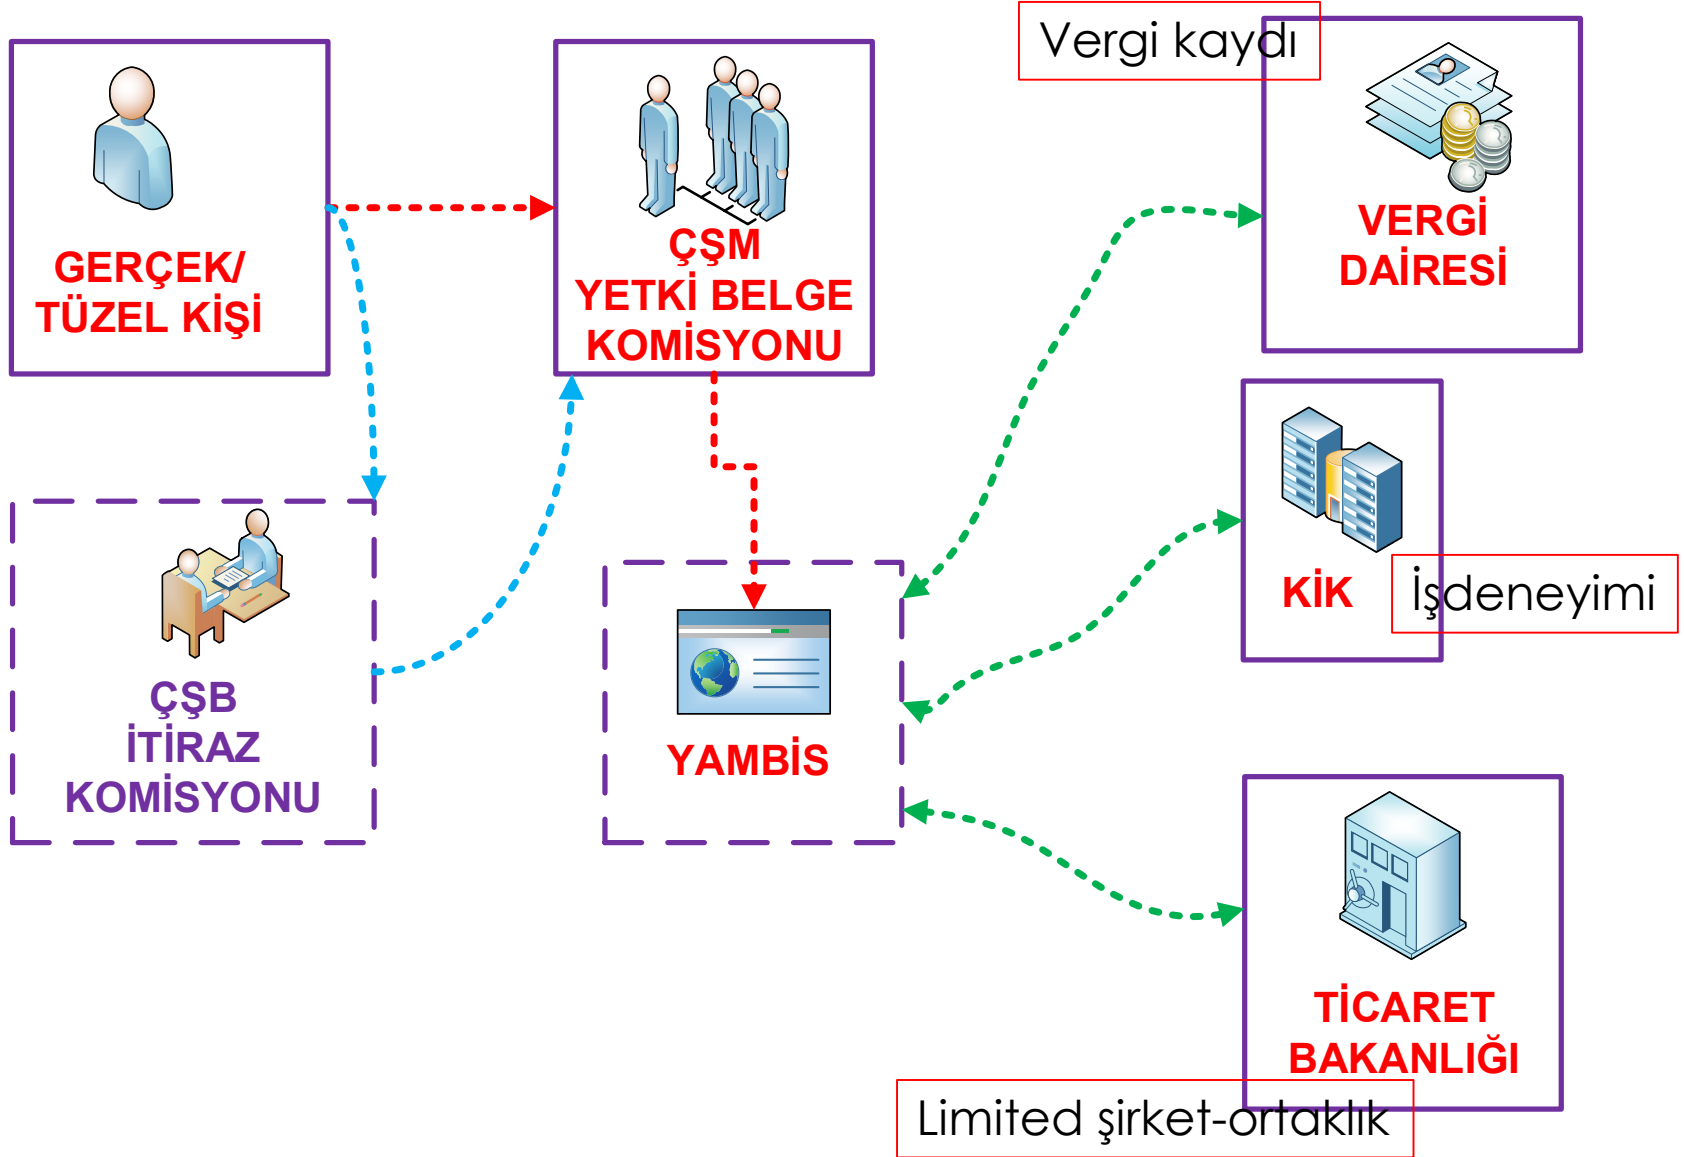 Vergi kaydı
GERÇEK/
TÜZEL KİŞİ
ÇŞM
YETKİ BELGE
KOMİSYONU
VERGİ
DAİRESİ
KİK
İşdeneyimi
ÇŞB
İTİRAZ
KOMİSYONU
YAMBİS
TİCARET
BAKANLIĞI
Limited şirket-ortaklık